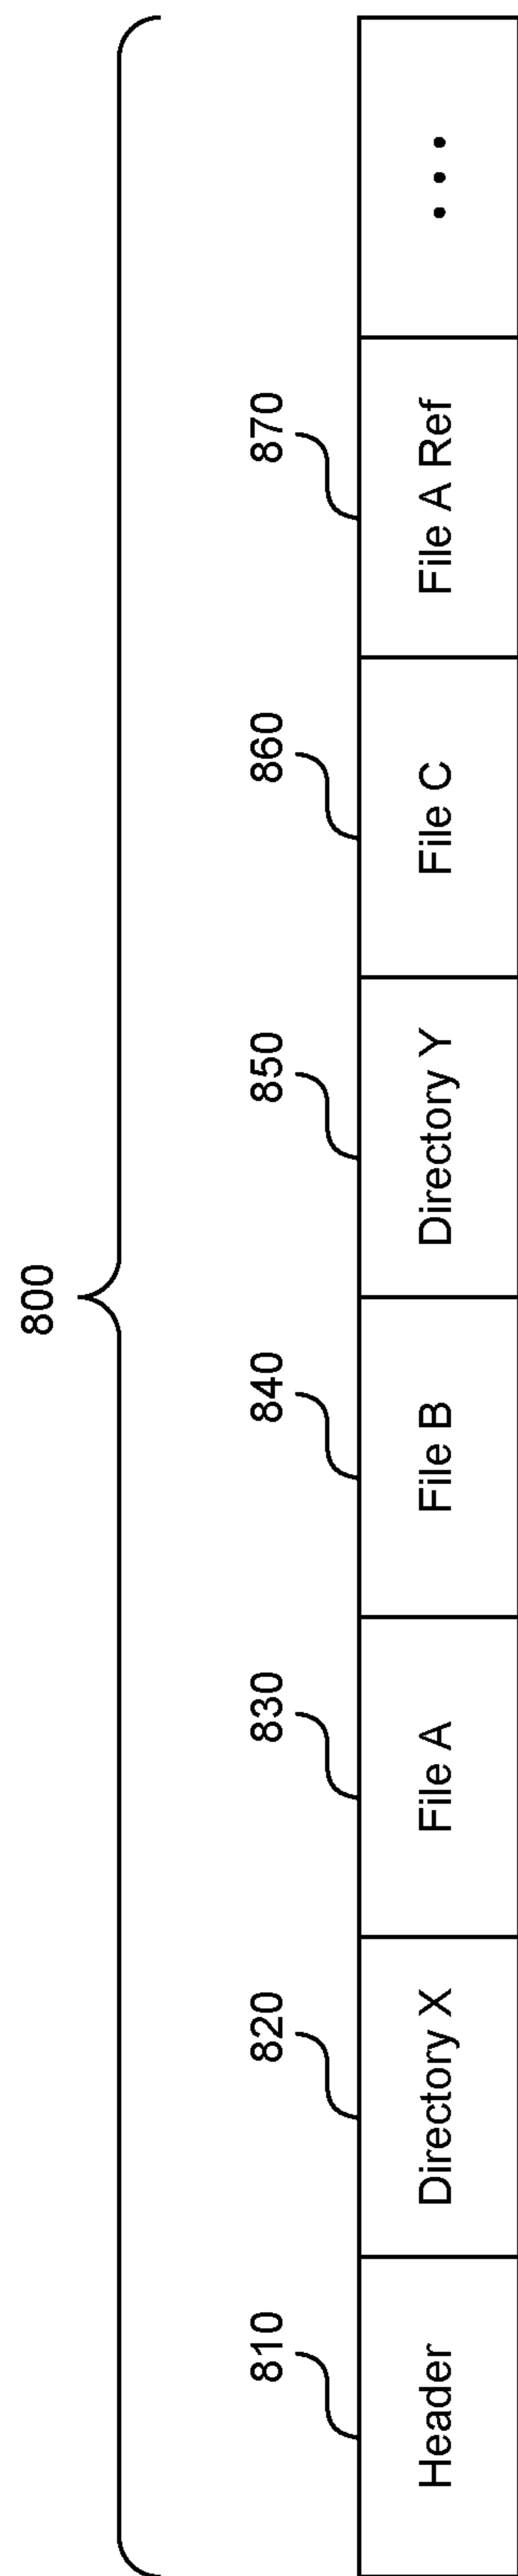 800
810
820
830
840
850
860
870
Header
Directory X
File A
File B
Directory Y
File C
File A Ref
...